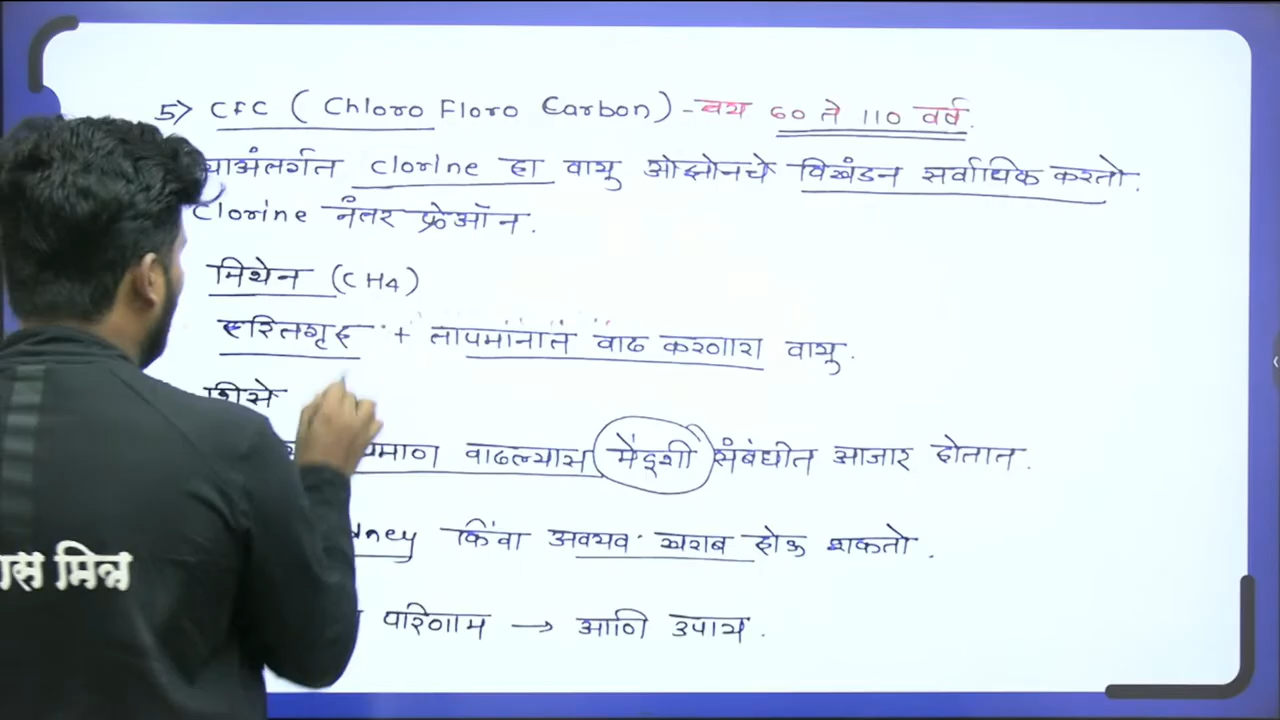 5) CFC ( Chloro Floro Carbon) - वय 60 ते 110 वर्ष.
याअंतर्गत Clorine हा वायु ओझोनचे विखंडन सर्वाधिक करतो.
Clorine नंतर फ्रेऑन.
मिथेन (CH4)
हरितगृह + तापमानात वाढ करणारा वायु.
शिसे
प्रमाण वाढल्यास मेंदुशी संबंधीत आजार होतात.
किंवा अवयव खराब होऊ शकतो.
परिणाम → आणि उपाय.
मित्र